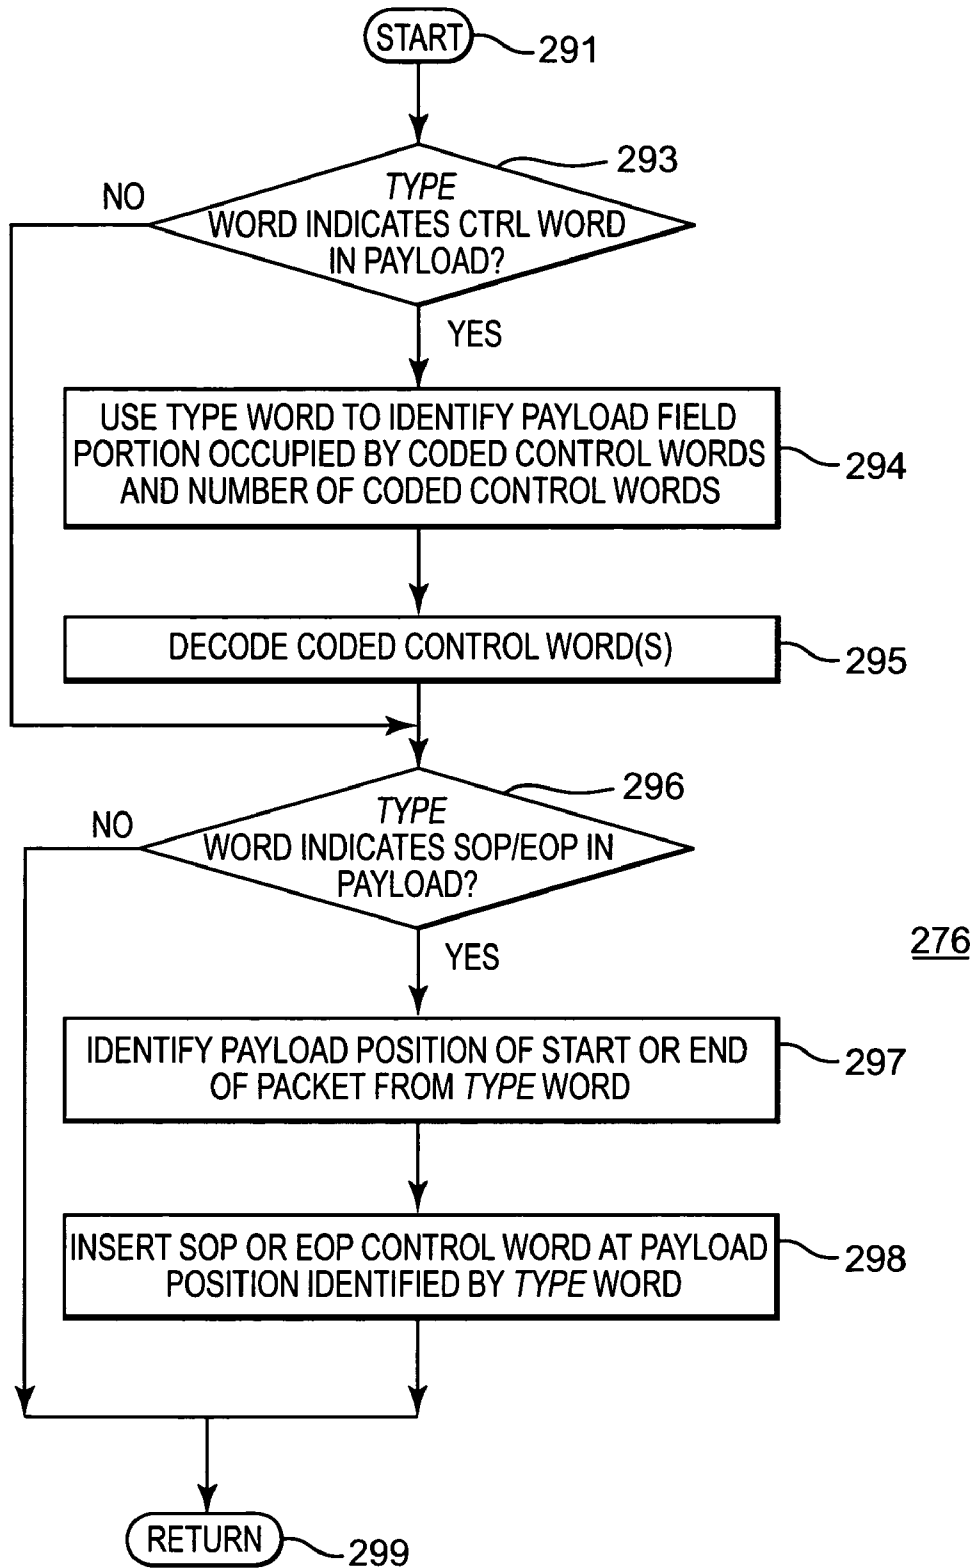 START
291
293
NO
TYPE
WORD INDICATES CTRL WORD
IN PAYLOAD?
YES
USE TYPE WORD TO IDENTIFY PAYLOAD FIELD
PORTION OCCUPIED BY CODED CONTROL WORDS
AND NUMBER OF CODED CONTROL WORDS
294
DECODE CODED CONTROL WORD(S)
295
296
NO
TYPE
WORD INDICATES SOP/EOP IN
PAYLOAD?
276
YES
IDENTIFY PAYLOAD POSITION OF START OR END
OF PACKET FROM TYPE WORD
297
INSERT SOP OR EOP CONTROL WORD AT PAYLOAD
POSITION IDENTIFIED BY TYPE WORD
298
RETURN
299